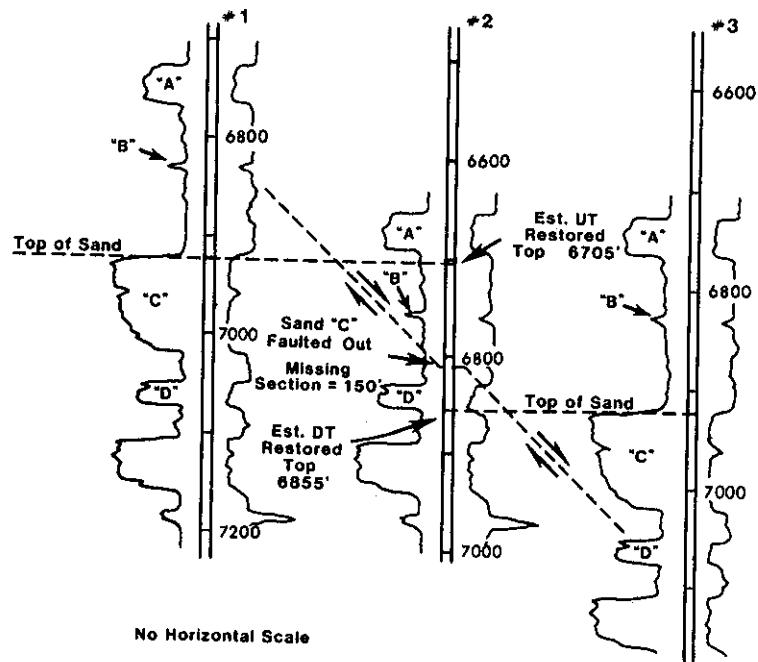 #1
#2
#3
"A"
"B"
6800
Top of Sand
"C"
7000
"D"
7200
6600
"A"
"B"
Est. UT
Restored
Top 6705'
Sand "C"
Faulted Out
Missing
Section = 150'
6800
"D"
Est. DT
Restored
Top
6855'
7000
6600
"A"
6800
"B"
Top of Sand
"C"
7000
"D"
No Horizontal Scale